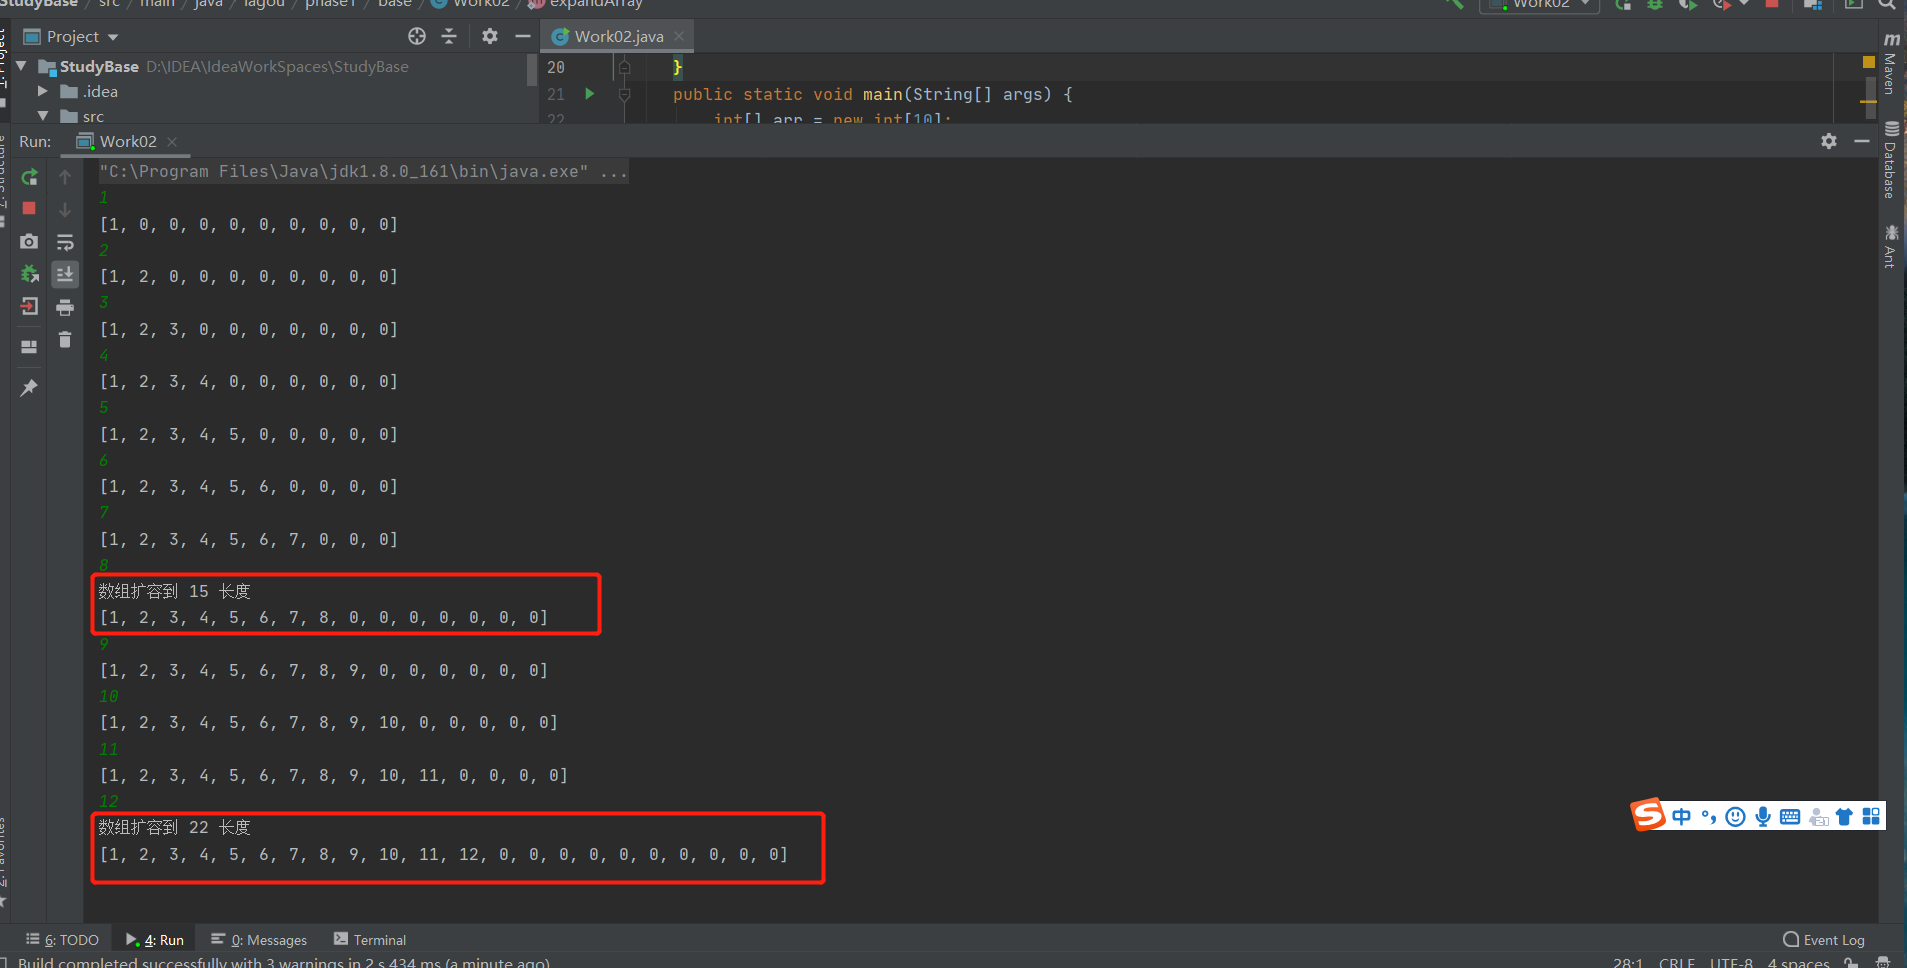 StudyBase / src / main / java / lagou / phase1 / base / Work02 / expandArray
Work02
Project
Work02.java
StudyBase D:\IDEA\IdeaWorkSpaces\StudyBase
.idea
src
20 }
21 public static void main(String[] args) {
22 int[] arr = new int[10];
Run: Work02
"C:\Program Files\Java\jdk1.8.0_161\bin\java.exe" ...
1
[1, 0, 0, 0, 0, 0, 0, 0, 0, 0]
2
[1, 2, 0, 0, 0, 0, 0, 0, 0, 0]
3
[1, 2, 3, 0, 0, 0, 0, 0, 0, 0]
4
[1, 2, 3, 4, 0, 0, 0, 0, 0, 0]
5
[1, 2, 3, 4, 5, 0, 0, 0, 0, 0]
6
[1, 2, 3, 4, 5, 6, 0, 0, 0, 0]
7
[1, 2, 3, 4, 5, 6, 7, 0, 0, 0]
8
数组扩容到 15 长度
[1, 2, 3, 4, 5, 6, 7, 8, 0, 0, 0, 0, 0, 0, 0]
9
[1, 2, 3, 4, 5, 6, 7, 8, 9, 0, 0, 0, 0, 0, 0]
10
[1, 2, 3, 4, 5, 6, 7, 8, 9, 10, 0, 0, 0, 0, 0]
11
[1, 2, 3, 4, 5, 6, 7, 8, 9, 10, 11, 0, 0, 0, 0]
12
数组扩容到 22 长度
[1, 2, 3, 4, 5, 6, 7, 8, 9, 10, 11, 12, 0, 0, 0, 0, 0, 0, 0, 0, 0, 0]
Maven
Database
Ant
中
6: TODO
4: Run
0: Messages
Terminal
Event Log
Build completed successfully with 3 warnings in 2 s 434 ms (a minute ago)
28:1 CRLF UTF-8 4 spaces